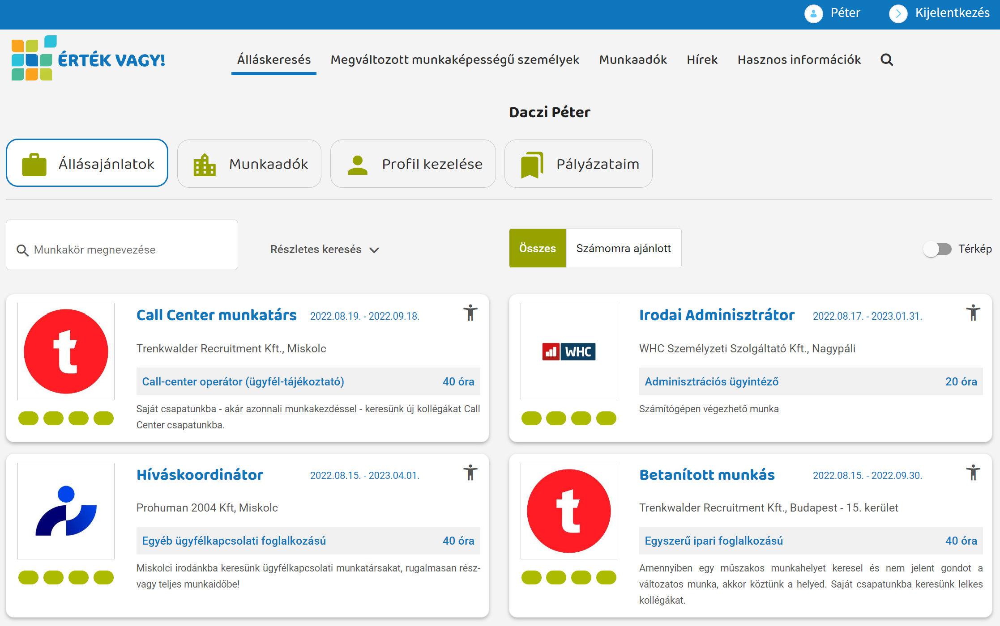 Péter
Kijelentkezés
ÉRTÉK VAGY!
Álláskeresés
Megváltozott munkaképességű személyek
Munkaadók
Hírek
Hasznos információk
Daczi Péter
Állásajánlatok
Munkaadók
Profil kezelése
Pályázataim
Munkakör megnevezése
Részletes keresés
Összes
Számomra ajánlott
Térkép
t
Call Center munkatárs
2022.08.19. - 2022.09.18.
Trenkwalder Recruitment Kft., Miskolc
Call-center operátor (ügyfél-tájékoztató)
40 óra
Saját csapatunkba - akár azonnali munkakezdéssel - keresünk új kollégákat Call
Center csapatunkba.
WHC
Irodai Adminisztrátor
2022.08.17. - 2023.01.31.
WHC Személyzeti Szolgáltató Kft., Nagypáli
Adminisztrációs ügyintéző
20 óra
Számítógépen végezhető munka
Híváskoordinátor
2022.08.15. - 2023.04.01.
Prohuman 2004 Kft, Miskolc
Egyéb ügyfélkapcsolati foglalkozású
40 óra
Miskolci irodánkba keresünk ügyfélkapcsolati munkatársakat, rugalmasan rész-
vagy teljes munkaidőbe!
t
Betanított munkás
2022.08.15. - 2022.09.30.
Trenkwalder Recruitment Kft., Budapest - 15. kerület
Egyszerű ipari foglalkozású
40 óra
Amennyiben egy műszakos munkahelyet keresel és nem jelent gondot a
változatos munka, akkor köztünk a helyed. Saját csapatunkba keresünk lelkes
kollégákat.